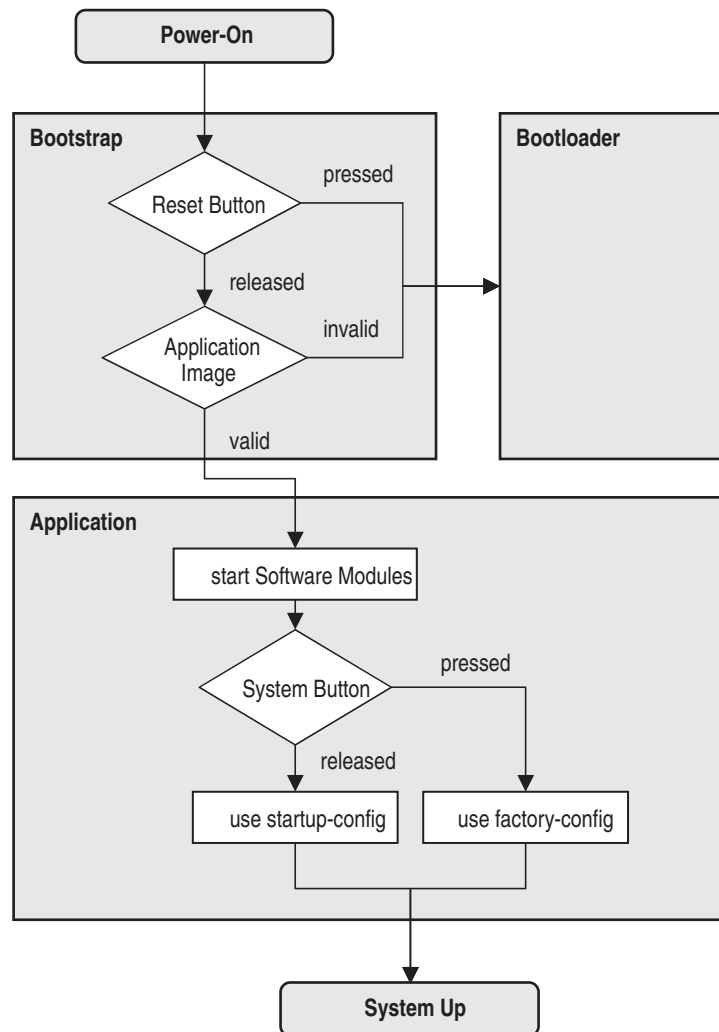 Power-On
Bootstrap
Bootloader
pressed
Reset Button
released
invalid
Application
Image
valid
Application
start Software Modules
pressed
System Button
released
use startup-config
use factory-config
System Up